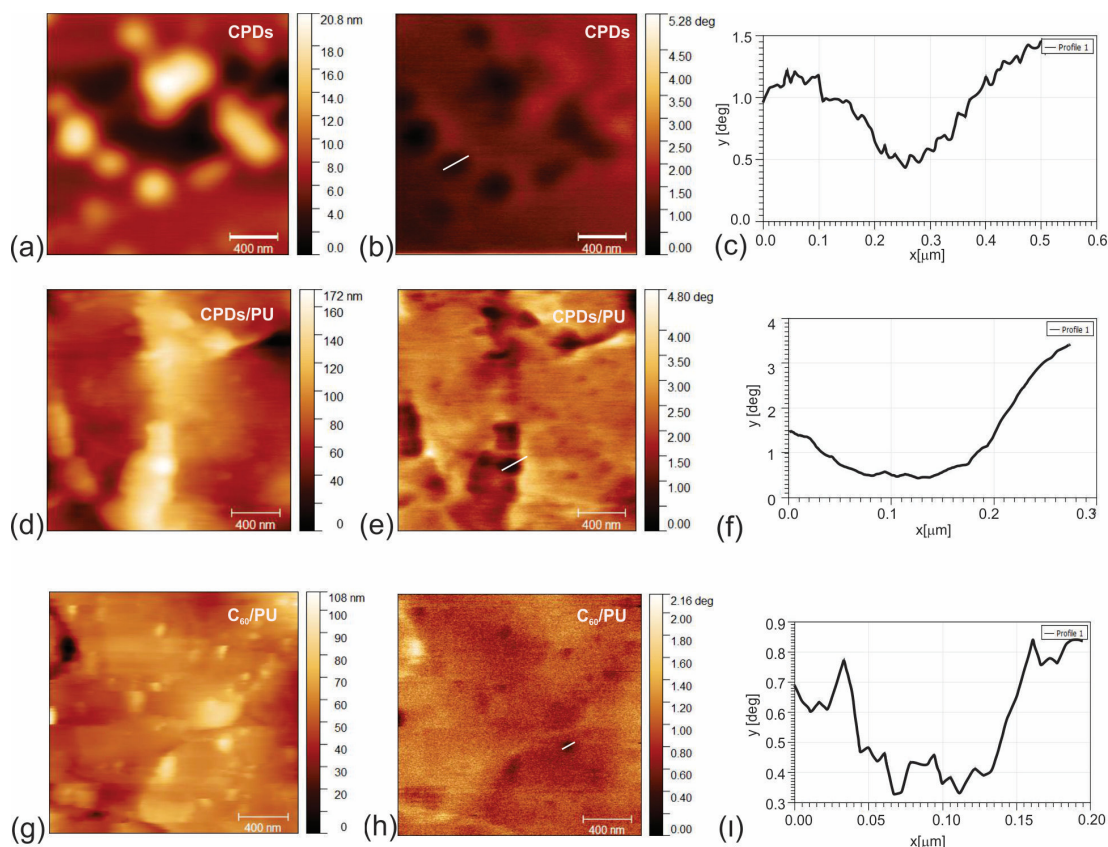 CPDs
20.8 nm
18.0
16.0
14.0
12.0
10.0
8.0
6.0
4.0
2.0
0.0
400 nm
(a)
CPDs
5.28 deg
4.50
4.00
3.50
3.00
2.50
2.00
1.50
1.00
0.00
400 nm
(b)
1.5
1.0
0.5
0.0
y [deg]
Profile 1
0.0 0.1 0.2 0.3 0.4 0.5 0.6
x[µm]
(c)
CPDs/PU
172 nm
160
140
120
100
80
60
40
20
0
400 nm
(d)
CPDs/PU
4.80 deg
4.00
3.50
3.00
2.50
2.00
1.50
1.00
0.00
400 nm
(e)
4
3
2
1
0
y [deg]
Profile 1
0.0 0.1 0.2 0.3
x[µm]
(f)
C60/PU
108 nm
100
90
80
70
60
50
40
30
20
0
400 nm
(g)
C60/PU
2.16 deg
2.00
1.80
1.60
1.40
1.20
1.00
0.80
0.60
0.40
0.20
0.00
400 nm
(h)
0.9
0.8
0.7
0.6
0.5
0.4
0.3
y [deg]
Profile 1
0.00 0.05 0.10 0.15 0.20
x[µm]
(ı)